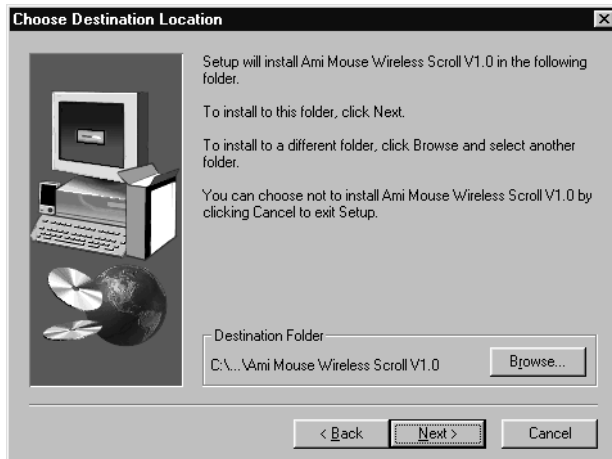 Choose Destination Location
Setup will install Ami Mouse Wireless Scroll V1.0 in the following
folder.
To install to this folder, click Next.
To install to a different folder, click Browse and select another
folder.
You can choose not to install Ami Mouse Wireless Scroll V1.0 by
clicking Cancel to exit Setup.
Destination Folder
C:\...\Ami Mouse Wireless Scroll V1.0
Browse...
< Back
Next >
Cancel